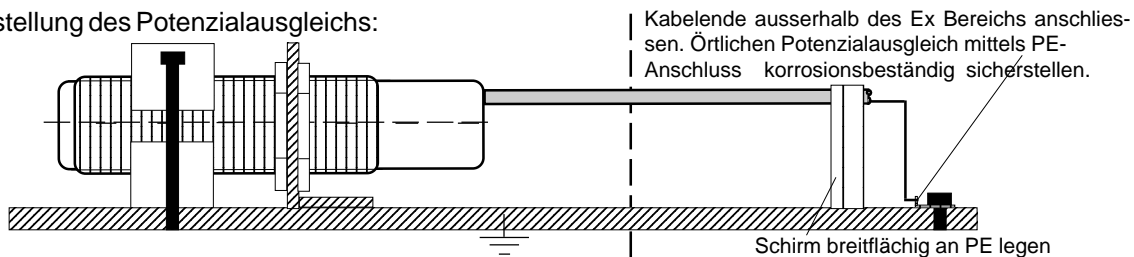 stellung des Potenzialausgleichs:
Kabelende ausserhalb des Ex Bereichs anschlies-
sen. Örtlichen Potenzialausgleich mittels PE-
Anschluss korrosionsbeständig sicherstellen.
Schirm breitflächig an PE legen